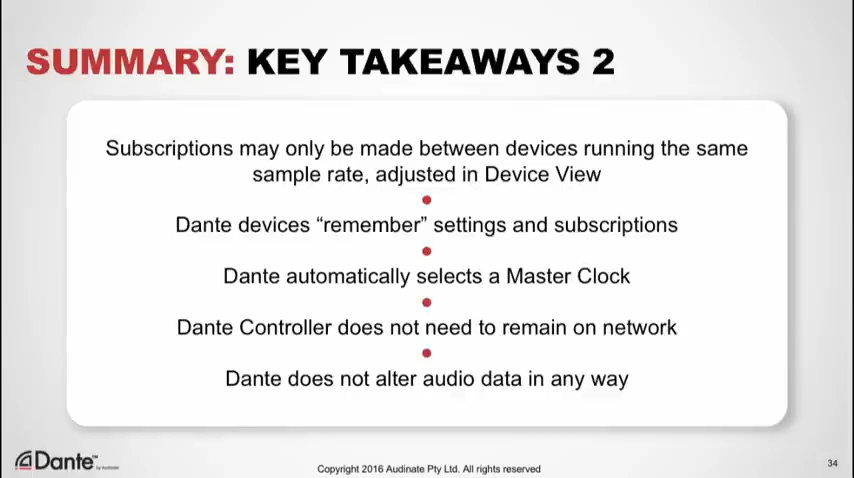 SUMMARY: KEY TAKEAWAYS 2
Subscriptions may only be made between devices running the same
sample rate, adjusted in Device View
Dante devices “remember” settings and subscriptions
Dante automatically selects a Master Clock
Dante Controller does not need to remain on network
Dante does not alter audio data in any way
Dante™ by Audinate
Copyright 2016 Audinate Pty Ltd. All rights reserved
34